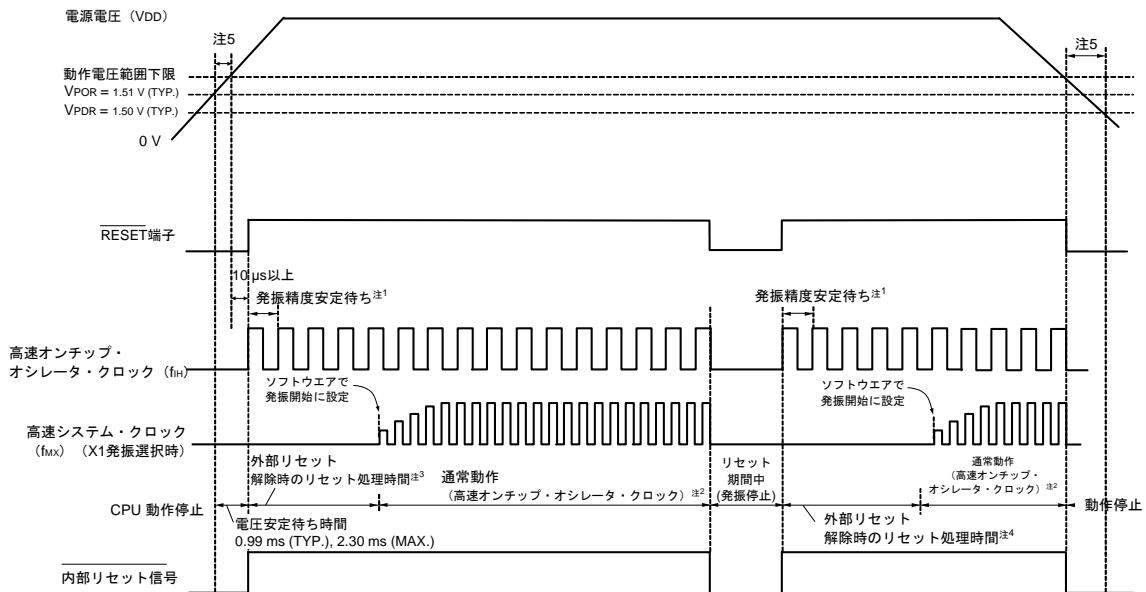 電源電圧（VDD）
注5
注5
動作電圧範囲下限
VPOR = 1.51 V (TYP.)
VPDR = 1.50 V (TYP.)
0 V
RESET端子
10 μs以上
発振精度安定待ち注1
発振精度安定待ち注1
高速オンチップ・
オシレータ・クロック（fIH）
ソフトウエアで
発振開始に設定
ソフトウエアで
発振開始に設定
高速システム・クロック
（fMX）（X1発振選択時）
外部リセット
解除時のリセット処理時間注3
通常動作
（高速オンチップ・オシレータ・クロック）注2
リセット
期間中
(発振停止)
通常動作
（高速オンチップ・
オシレータ・クロック）注2
CPU 動作停止
動作停止
電圧安定待ち時間
0.99 ms (TYP.), 2.30 ms (MAX.)
外部リセット
解除時のリセット処理時間注4
内部リセット信号